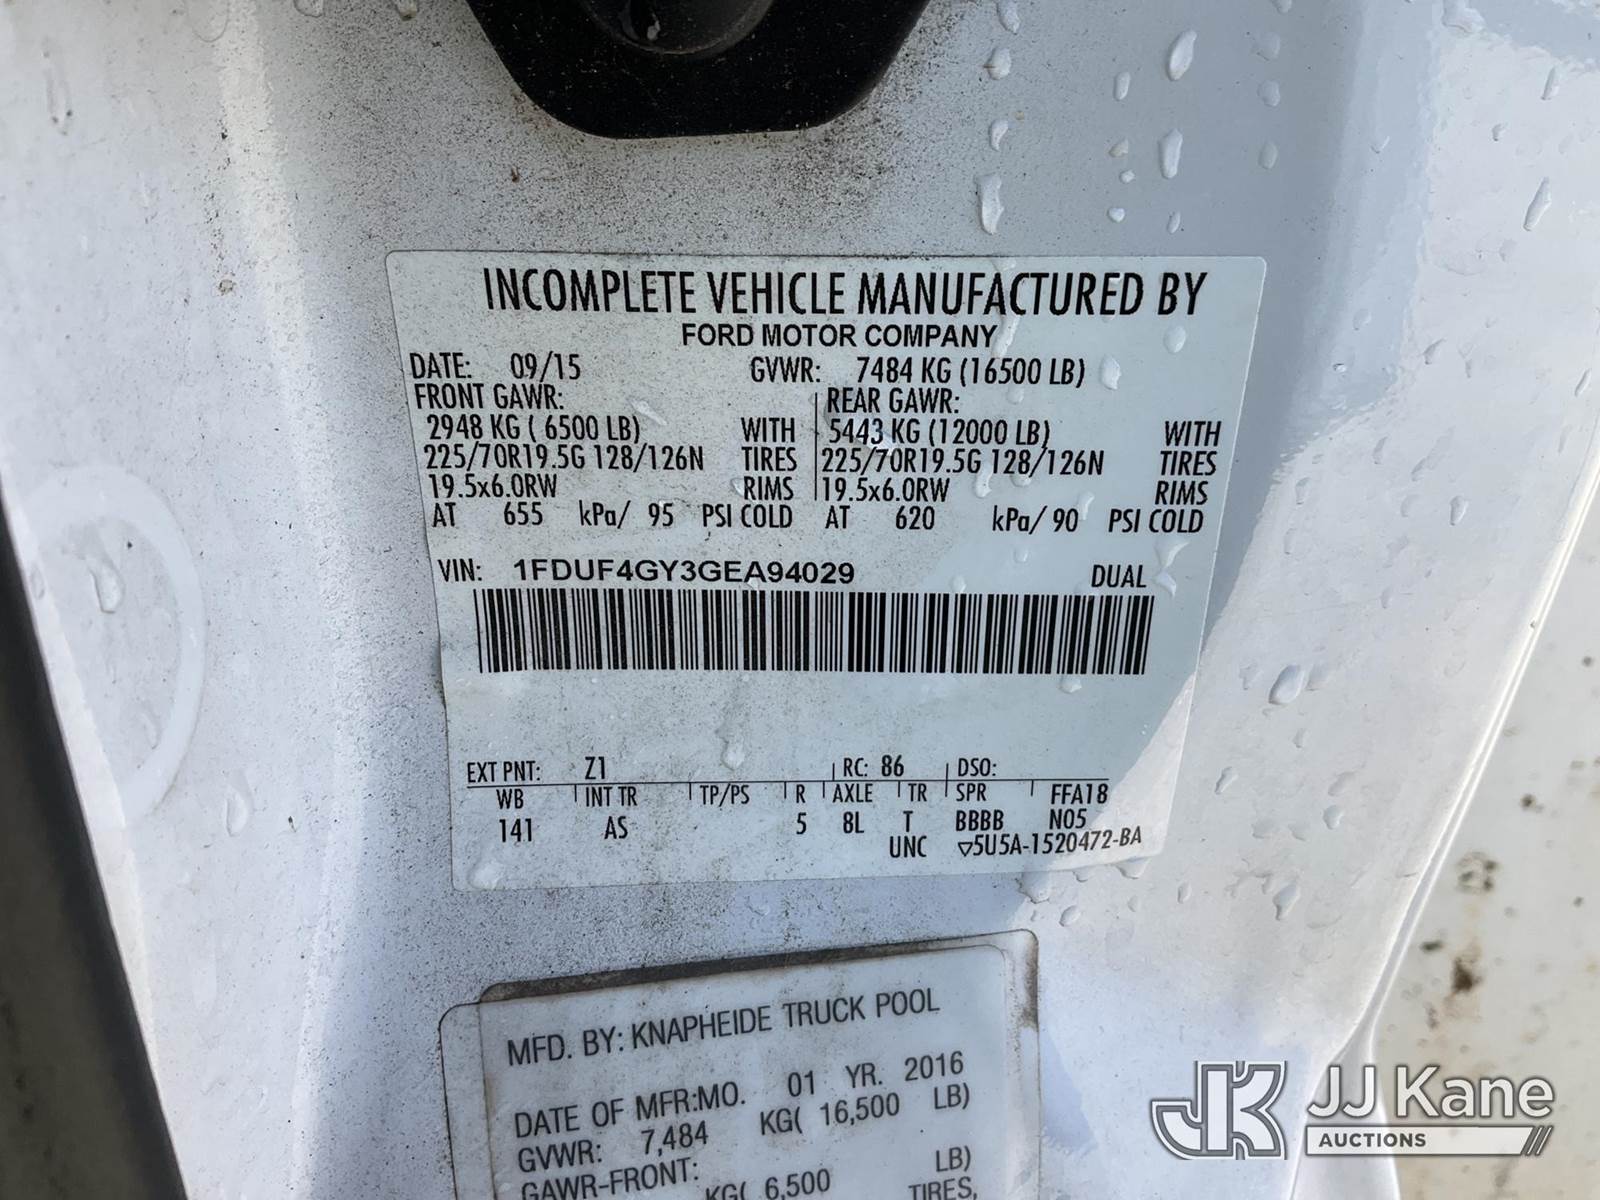 INCOMPLETE VEHICLE MANUFACTURED BY
FORD MOTOR COMPANY
DATE: 09/15 GVWR: 7484 KG (16500 LB)
FRONT GAWR: REAR GAWR:
2948 KG ( 6500 LB) WITH 5443 KG (12000 LB) WITH
225/70R19.5G 128/126N TIRES 225/70R19.5G 128/126N TIRES
19.5x6.0RW RIMS 19.5x6.0RW RIMS
AT 655 kPa/ 95 PSI COLD AT 620 kPa/ 90 PSI COLD
VIN: 1FDUF4GY3GEA94029 DUAL
EXT PNT: Z1 RC: 86 DSO:
WB INT TR TP/PS R AXLE TR SPR FFA18
141 AS 5 8L T BBBB N05
UNC ▽5U5A-1520472-BA
MFD. BY: KNAPHEIDE TRUCK POOL
DATE OF MFR:MO. 01 YR. 2016
GVWR: 7,484 KG( 16,500 LB)
GAWR-FRONT:
KG( 6,500 LB)
TIRES,
JK JJ Kane
AUCTIONS